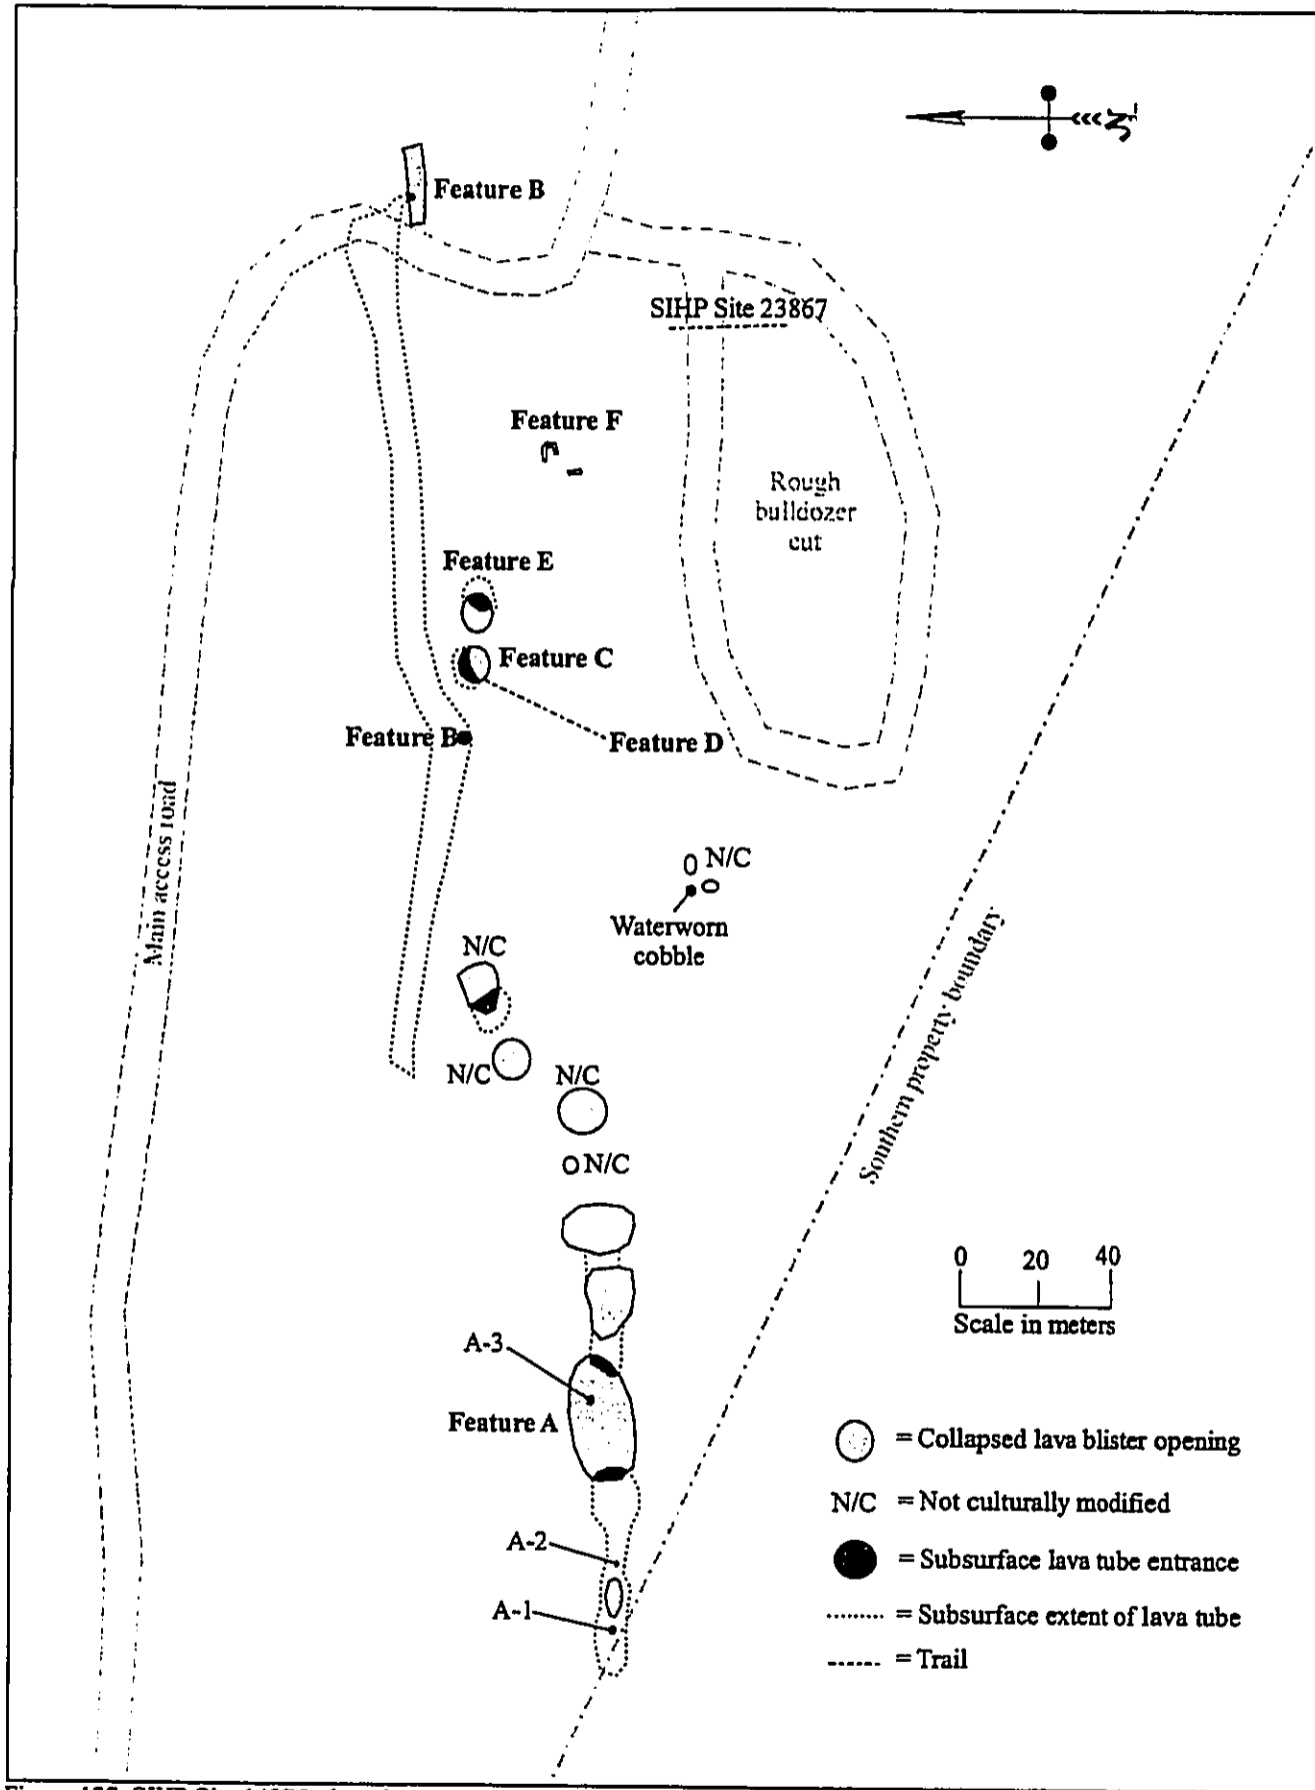 N
Feature B
SIHP Site 23867
Feature F
Rough
bulldozer
cut
Feature E
Feature C
Feature B
Feature D
Main access road
N/C
Waterworn
cobble
N/C
Southern property boundary
N/C
N/C
N/C
0 20 40
Scale in meters
A-3
Feature A
= Collapsed lava blister opening
N/C = Not culturally modified
A-2
= Subsurface lava tube entrance
A-1
= Subsurface extent of lava tube
= Trail